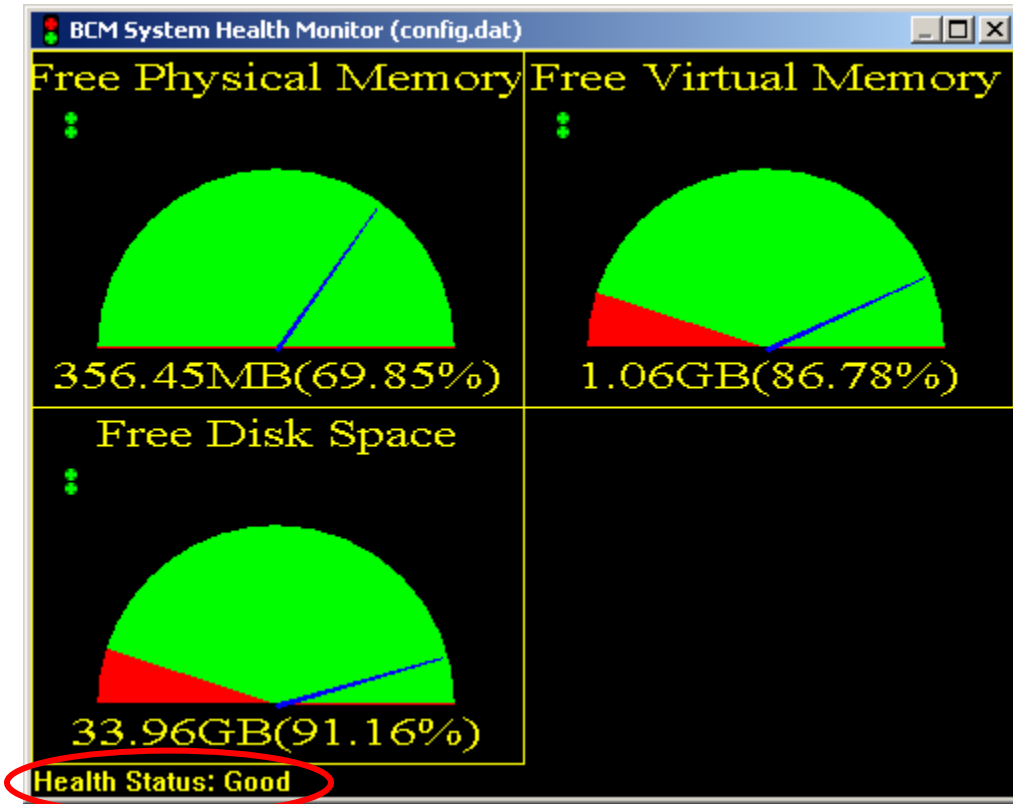 BCM System Health Monitor (config.dat)
Free Physical Memory
356.45MB(69.85%)
Free Virtual Memory
1.06GB(86.78%)
Free Disk Space
33.96GB(91.16%)
Health Status: Good